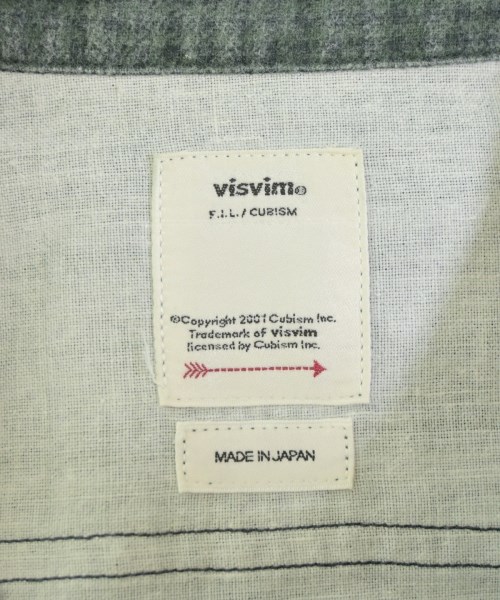 visvim®
F.I.L./ CUBISM
©Copyright 2001 Cubism Inc.
Trademark of visvim
licensed by Cubism Inc.
MADE IN JAPAN